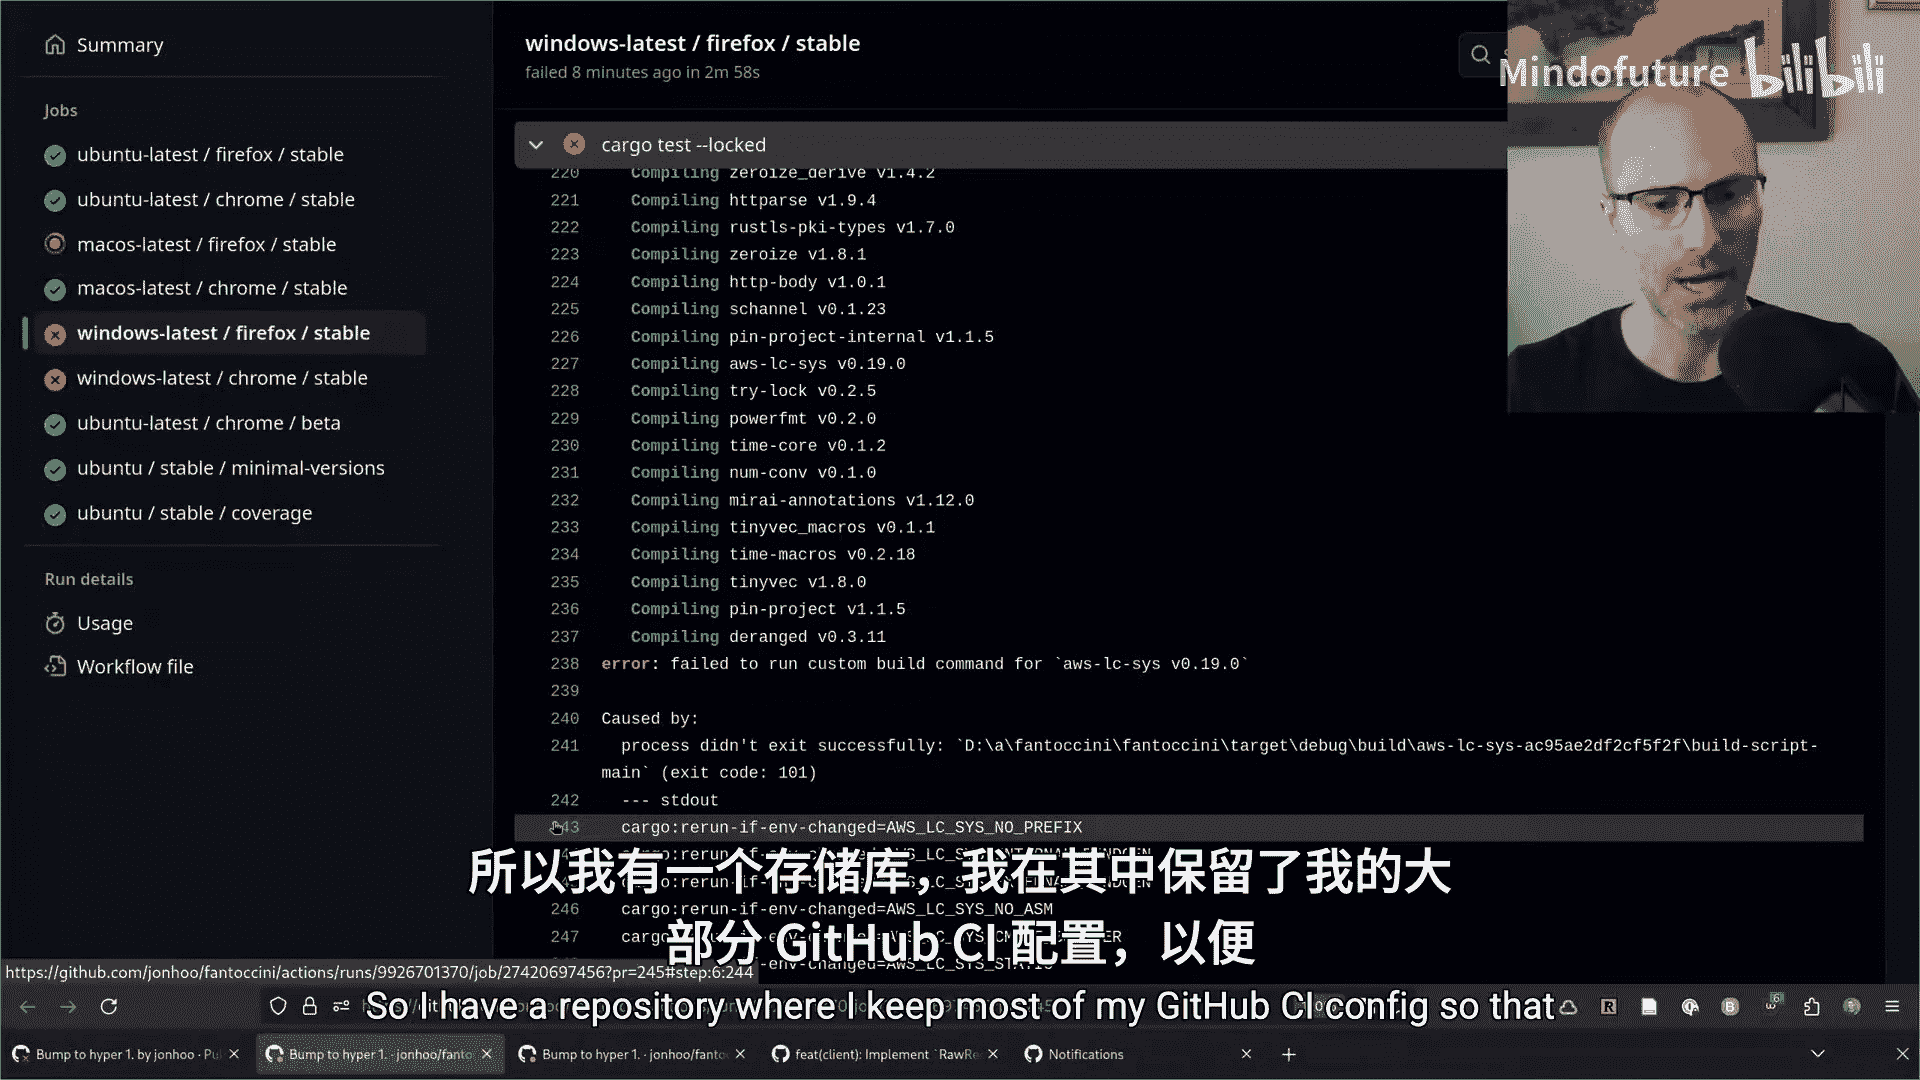 Summary
Jobs
ubuntu-latest / firefox / stable
ubuntu-latest / chrome / stable
macos-latest / firefox / stable
macos-latest / chrome / stable
windows-latest / firefox / stable
windows-latest / chrome / stable
ubuntu-latest / chrome / beta
ubuntu / stable / minimal-versions
ubuntu / stable / coverage
Run details
Usage
Workflow file
windows-latest / firefox / stable
failed 8 minutes ago in 2m 58s
Mindofuture bilibili
cargo test --locked
220 Compiling zeroize_derive v1.4.2
221 Compiling httparse v1.9.4
222 Compiling rustls-pki-types v1.7.0
223 Compiling zeroize v1.8.1
224 Compiling http-body v1.0.1
225 Compiling schannel v0.1.23
226 Compiling pin-project-internal v1.1.5
227 Compiling aws-lc-sys v0.19.0
228 Compiling try-lock v0.2.5
229 Compiling powerfmt v0.2.0
230 Compiling time-core v0.1.2
231 Compiling num-conv v0.1.0
232 Compiling mirai-annotations v1.12.0
233 Compiling tinyvec_macros v0.1.1
234 Compiling time-macros v0.2.18
235 Compiling tinyvec v1.8.0
236 Compiling pin-project v1.1.5
237 Compiling deranged v0.3.11
238 error: failed to run custom build command for `aws-lc-sys v0.19.0`
239
240 Caused by:
241 process didn't exit successfully: `D:\a\fantoccini\fantoccini\target\debug\build\aws-lc-sys-ac95ae2df2cf5f2f\build-script-
main` (exit code: 101)
242 --- stdout
243 cargo:rerun-if-env-changed=AWS_LC_SYS_NO_PREFIX
246 cargo:rerun-if-env-changed=AWS_LC_SYS_NO_ASM
247
所以我有一个存储库，我在其中保留了我的大
部分 GitHub CI 配置，以便
https://github.com/jonhoo/fantoccini/actions/runs/9926701370/job/27420697456?pr=245#step:6:244
So I have a repository where I keep most of my GitHub CI config so that
Bump to hyper 1. by jonhoo · Pu
Bump to hyper 1. · jonhoo/fanto
Bump to hyper 1. · jonhoo/fanto
feat(client): Implement `RawRe
Notifications